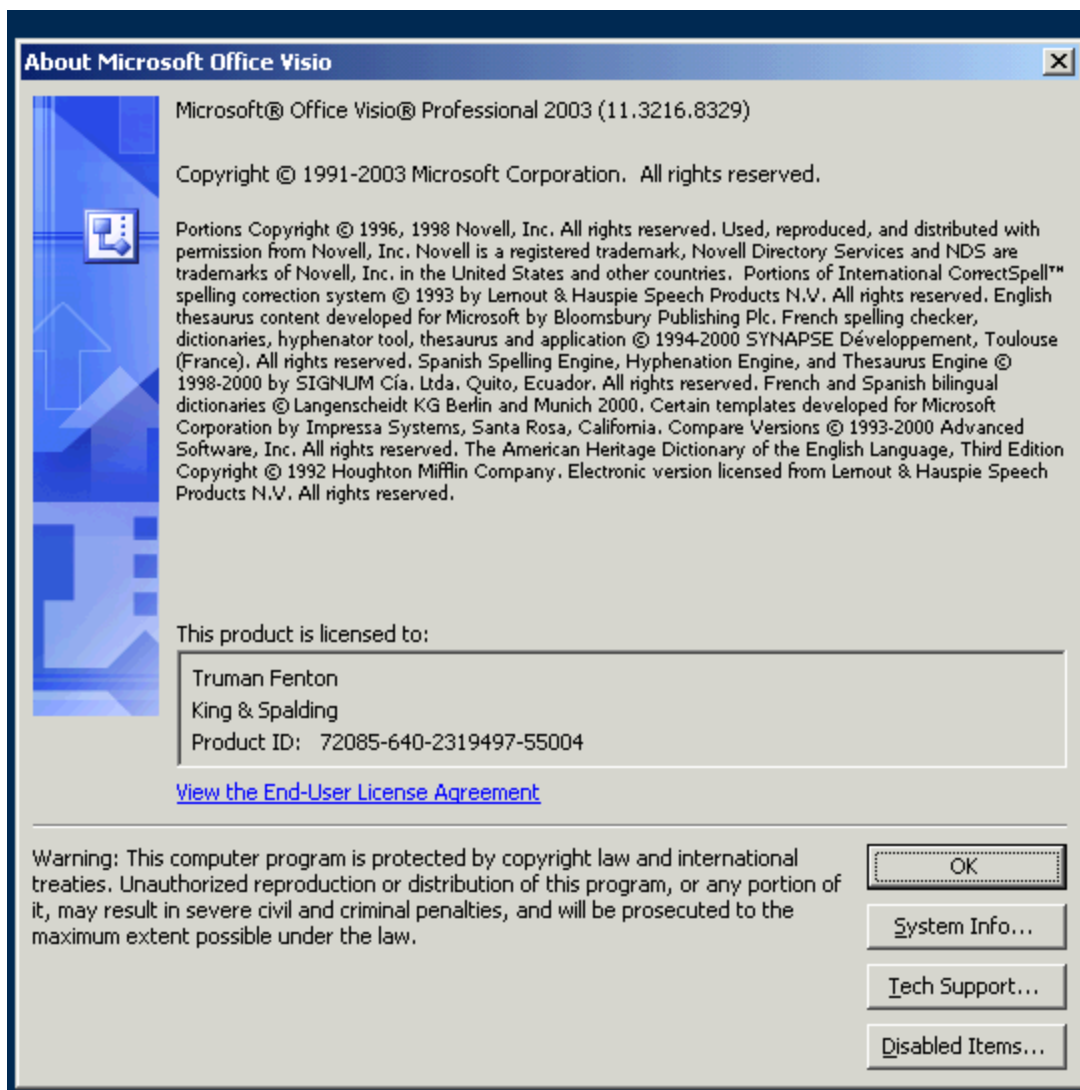 About Microsoft Office Visio
Microsoft® Office Visio® Professional 2003 (11.3216.8329)
Copyright © 1991-2003 Microsoft Corporation.  All rights reserved.
Portions Copyright © 1996, 1998 Novell, Inc. All rights reserved. Used, reproduced, and distributed with
permission from Novell, Inc. Novell is a registered trademark, Novell Directory Services and NDS are
trademarks of Novell, Inc. in the United States and other countries.  Portions of International CorrectSpell™
spelling correction system © 1993 by Lernout & Hauspie Speech Products N.V. All rights reserved. English
thesaurus content developed for Microsoft by Bloomsbury Publishing Plc. French spelling checker,
dictionaries, hyphenator tool, thesaurus and application © 1994-2000 SYNAPSE Développement, Toulouse
(France). All rights reserved. Spanish Spelling Engine, Hyphenation Engine, and Thesaurus Engine ©
1998-2000 by SIGNUM Cía. Ltda. Quito, Ecuador. All rights reserved. French and Spanish bilingual
dictionaries © Langenscheidt KG Berlin and Munich 2000. Certain templates developed for Microsoft
Corporation by Impressa Systems, Santa Rosa, California. Compare Versions © 1993-2000 Advanced
Software, Inc. All rights reserved. The American Heritage Dictionary of the English Language, Third Edition
Copyright © 1992 Houghton Mifflin Company. Electronic version licensed from Lernout & Hauspie Speech
Products N.V. All rights reserved.
This product is licensed to:
Truman Fenton
King & Spalding
Product ID:   72085-640-2319497-55004
View the End-User License Agreement
Warning: This computer program is protected by copyright law and international
treaties. Unauthorized reproduction or distribution of this program, or any portion of
it, may result in severe civil and criminal penalties, and will be prosecuted to the
maximum extent possible under the law.
OK
System Info...
Tech Support...
Disabled Items...